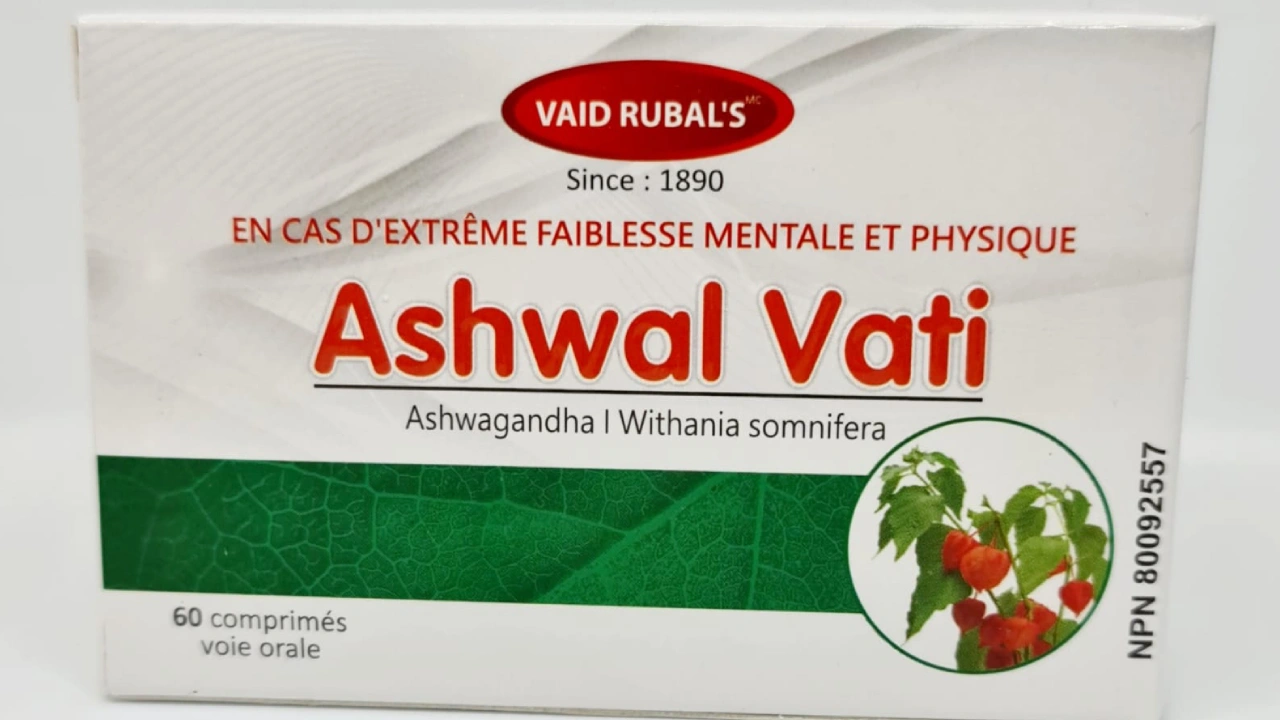 VAID RUBAL'S MC
Since : 1890
EN CAS D'EXTRÊME FAIBLESSE MENTALE ET PHYSIQUE
Ashwal Vati
Ashwagandha | Withania somnifera
60 comprimés
voie orale
NPN 80092557